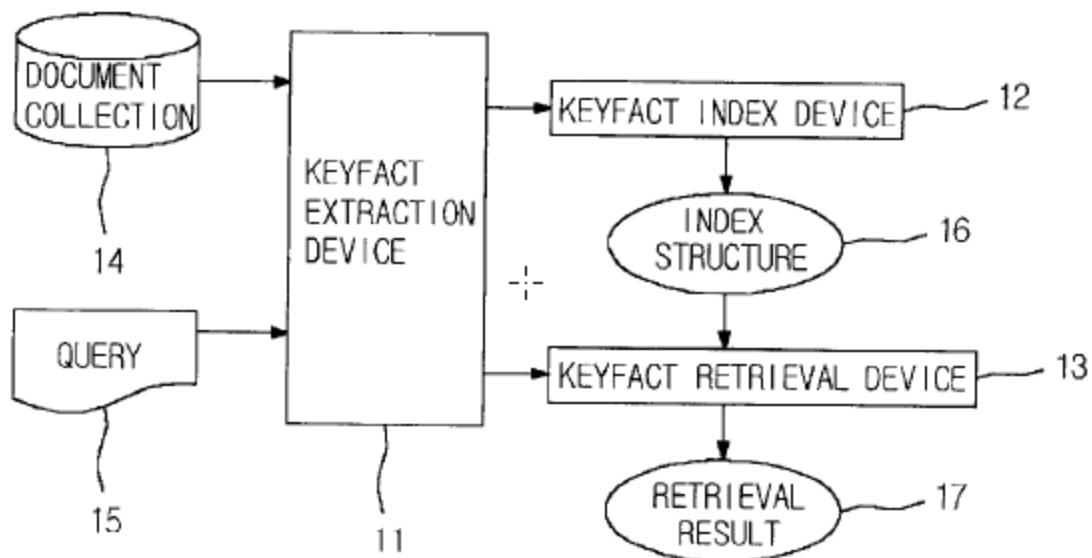 DOCUMENT
COLLECTION
14
QUERY
15
KEYFACT
EXTRACTION
DEVICE
11
KEYFACT INDEX DEVICE
12
INDEX
STRUCTURE
16
KEYFACT RETRIEVAL DEVICE
13
RETRIEVAL
RESULT
17